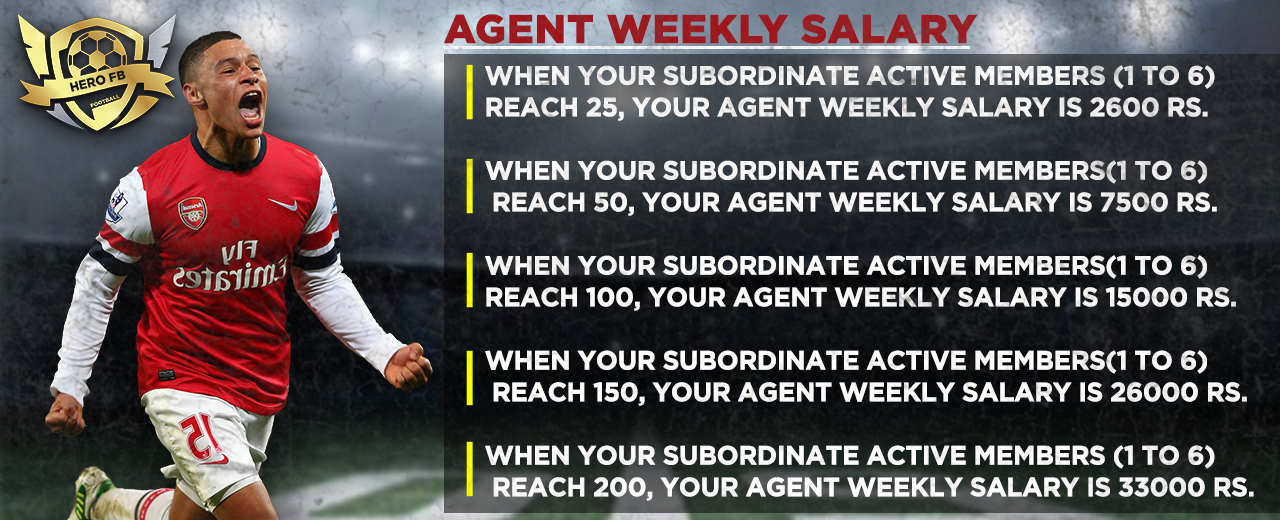 HERO FB
FOOTBALL
AGENT WEEKLY SALARY
WHEN YOUR SUBORDINATE ACTIVE MEMBERS (1 TO 6)
REACH 25, YOUR AGENT WEEKLY SALARY IS 2600 RS.
WHEN YOUR SUBORDINATE ACTIVE MEMBERS(1 TO 6)
REACH 50, YOUR AGENT WEEKLY SALARY IS 7500 RS.
WHEN YOUR SUBORDINATE ACTIVE MEMBERS(1 TO 6)
REACH 100, YOUR AGENT WEEKLY SALARY IS 15000 RS.
WHEN YOUR SUBORDINATE ACTIVE MEMBERS(1 TO 6)
REACH 150, YOUR AGENT WEEKLY SALARY IS 26000 RS.
WHEN YOUR SUBORDINATE ACTIVE MEMBERS (1 TO 6)
REACH 200, YOUR AGENT WEEKLY SALARY IS 33000 RS.
Arsenal
Fly
Emirates
15